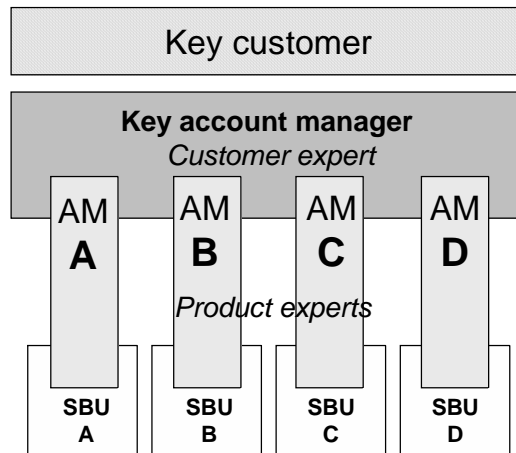 Key customer
Key account manager
Customer expert
AM AM AM AM
A B C D
Product experts
SBU SBU SBU SBU
A B C D